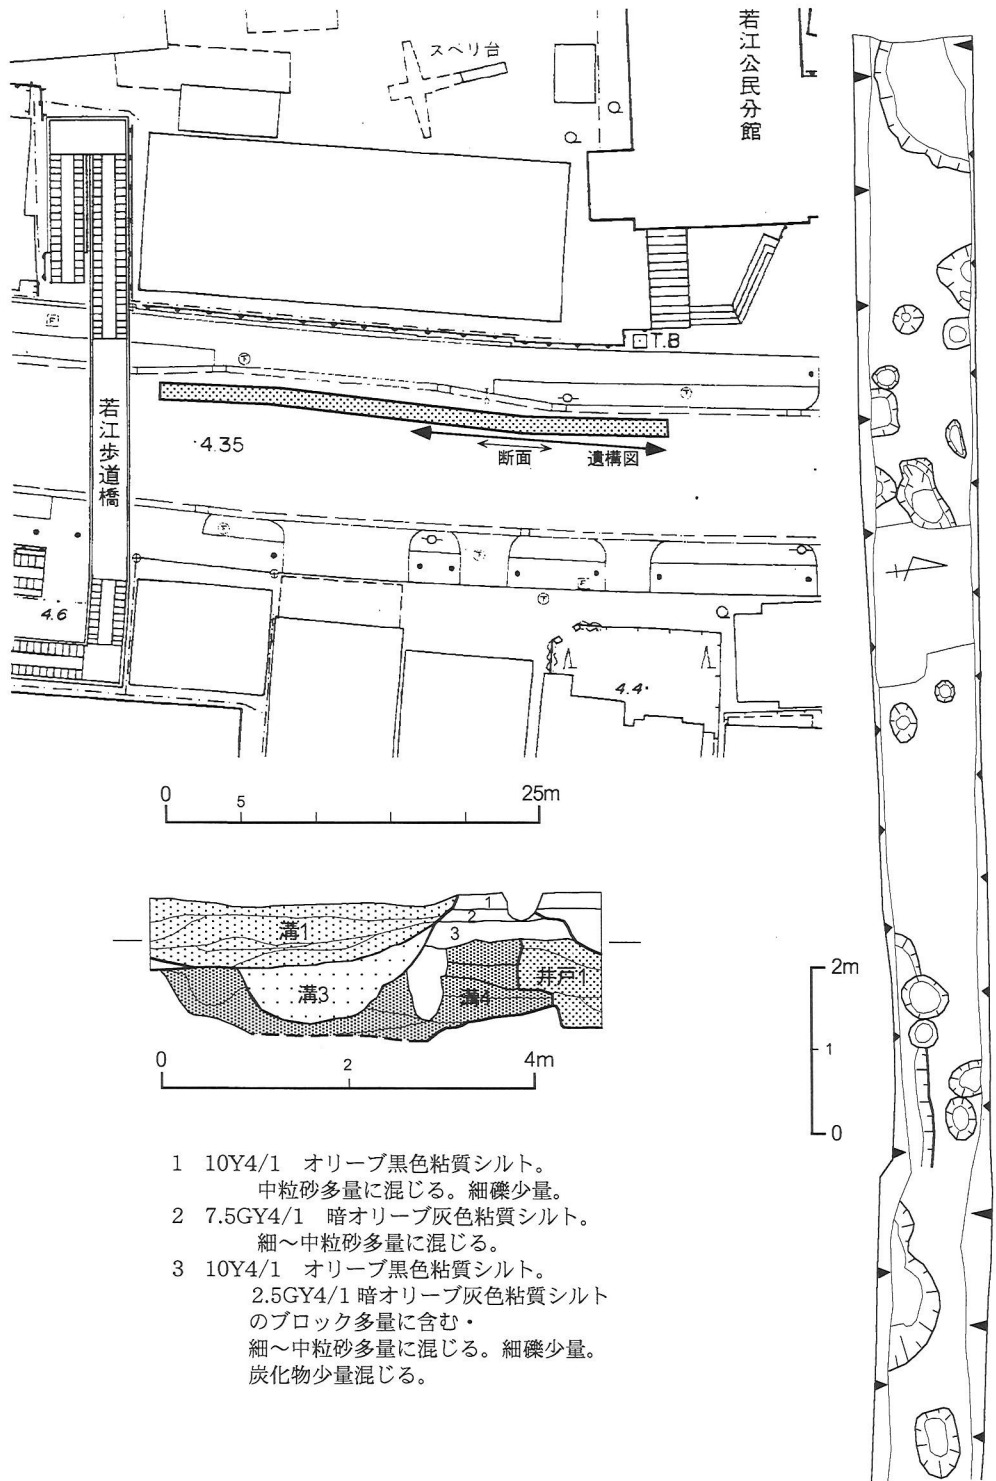 スベリ台
若江公民分館
T.B
若江歩道橋
4.35
断面
遺構図
4.6
4.4
0
5
25m
溝1
1
2
3
溝3
溝4
井戸1
0
2
4m
2m
1
0
1 10Y4/1 オリーブ黒色粘質シルト。
中粒砂多量に混じる。細礫少量。
2 7.5GY4/1 暗オリーブ灰色粘質シルト。
細～中粒砂多量に混じる。
3 10Y4/1 オリーブ黒色粘質シルト。
2.5GY4/1 暗オリーブ灰色粘質シルト
のブロック多量に含む・
細～中粒砂多量に混じる。細礫少量。
炭化物少量混じる。